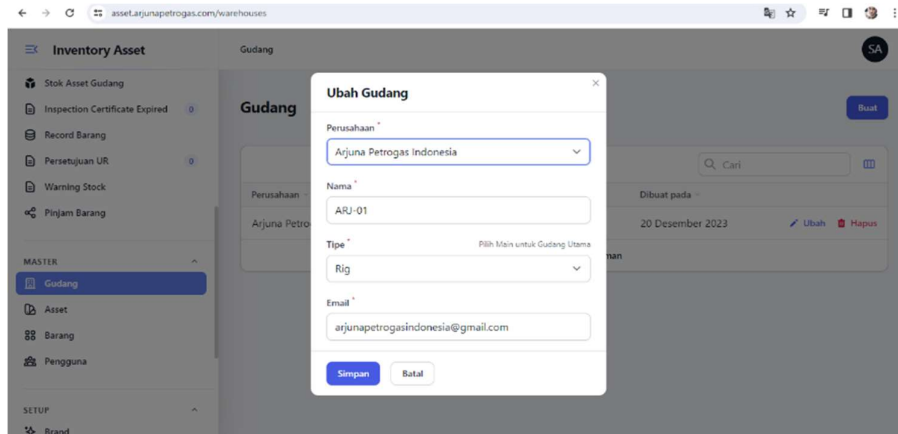 asset.arjunapetrogas.com/warehouses
Inventory Asset
Gudang
SA
Stok Asset Gudang
Inspection Certificate Expired 0
Record Barang
Persetujuan UR 0
Warning Stock
Pinjam Barang
MASTER
Gudang
Asset
Barang
Pengguna
SETUP
Brand
Gudang
Buat
Cari
Perusahaan
Dibuat pada
Arjuna Petro
20 Desember 2023
Ubah
Hapus
Ubah Gudang
Perusahaan *
Arjuna Petrogas Indonesia
Nama *
ARJ-01
Tipe *
Pilih Main untuk Gudang Utama
Rig
Email *
arjunapetrogasindonesia@gmail.com
Simpan
Batal